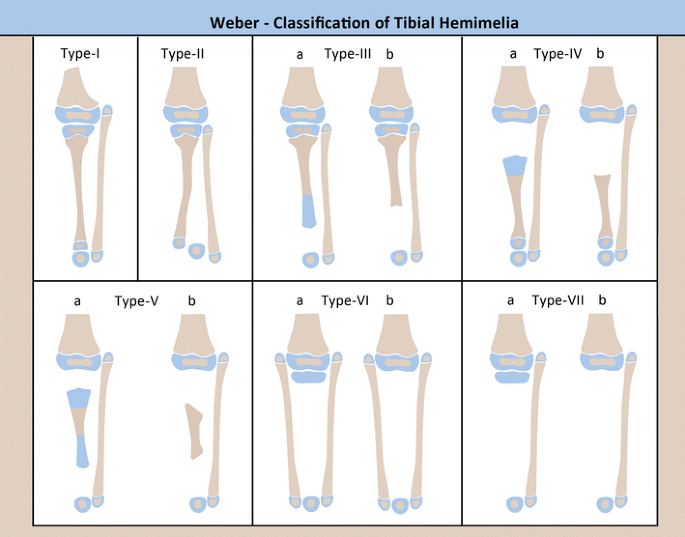 Weber - Classification of Tibial Hemimelia
Type-I
Type-II
a Type-III b
a Type-IV b
a Type-V b
a Type-VI b
a Type-VII b